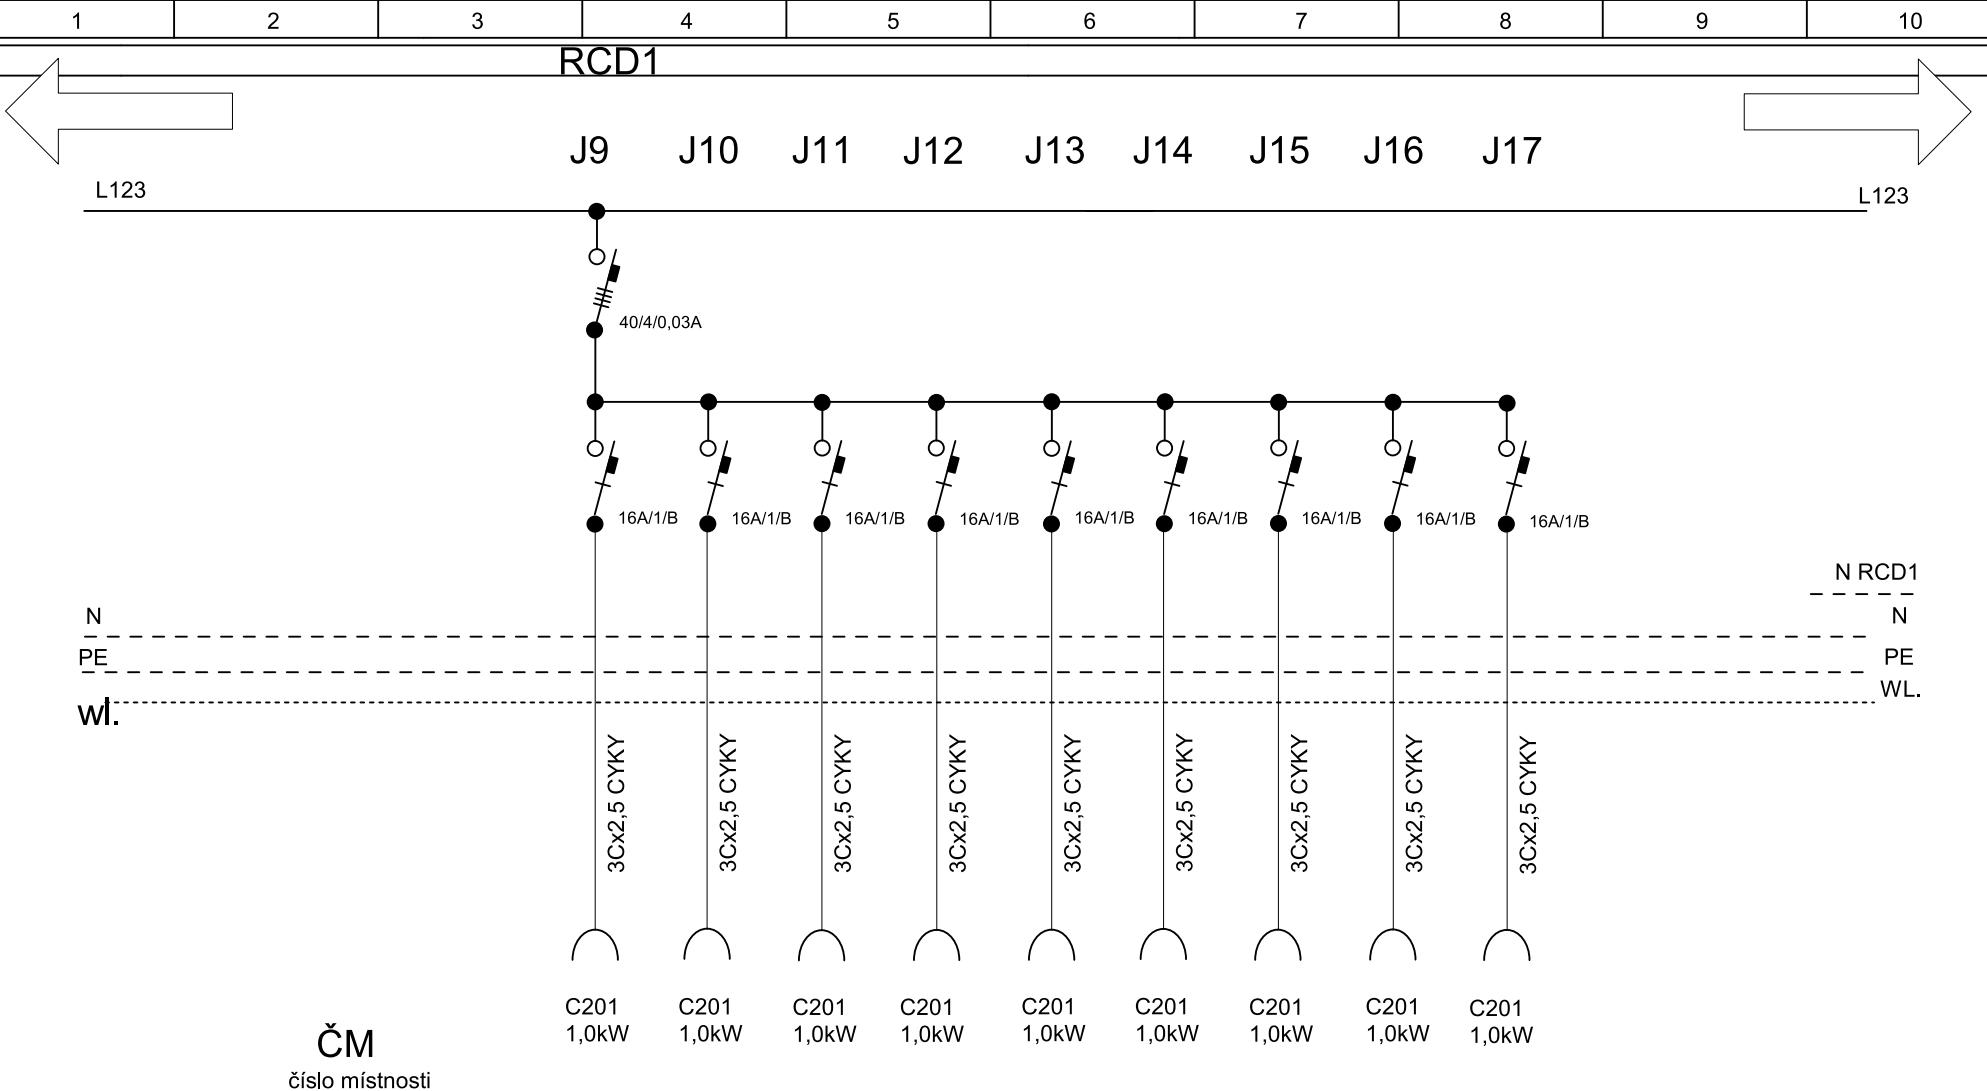 1 2 3 4 5 6 7 8 9 10
RCD1
J9 J10 J11 J12 J13 J14 J15 J16 J17
L123 L123
40/4/0,03A
16A/1/B 16A/1/B 16A/1/B 16A/1/B 16A/1/B 16A/1/B 16A/1/B 16A/1/B 16A/1/B
N RCD1
N N
PE PE
wl. WL.
3Cx2,5 CYKY 3Cx2,5 CYKY 3Cx2,5 CYKY 3Cx2,5 CYKY 3Cx2,5 CYKY 3Cx2,5 CYKY 3Cx2,5 CYKY 3Cx2,5 CYKY 3Cx2,5 CYKY
C201 C201 C201 C201 C201 C201 C201 C201 C201
1,0kW 1,0kW 1,0kW 1,0kW 1,0kW 1,0kW 1,0kW 1,0kW 1,0kW
ČM
číslo místnosti